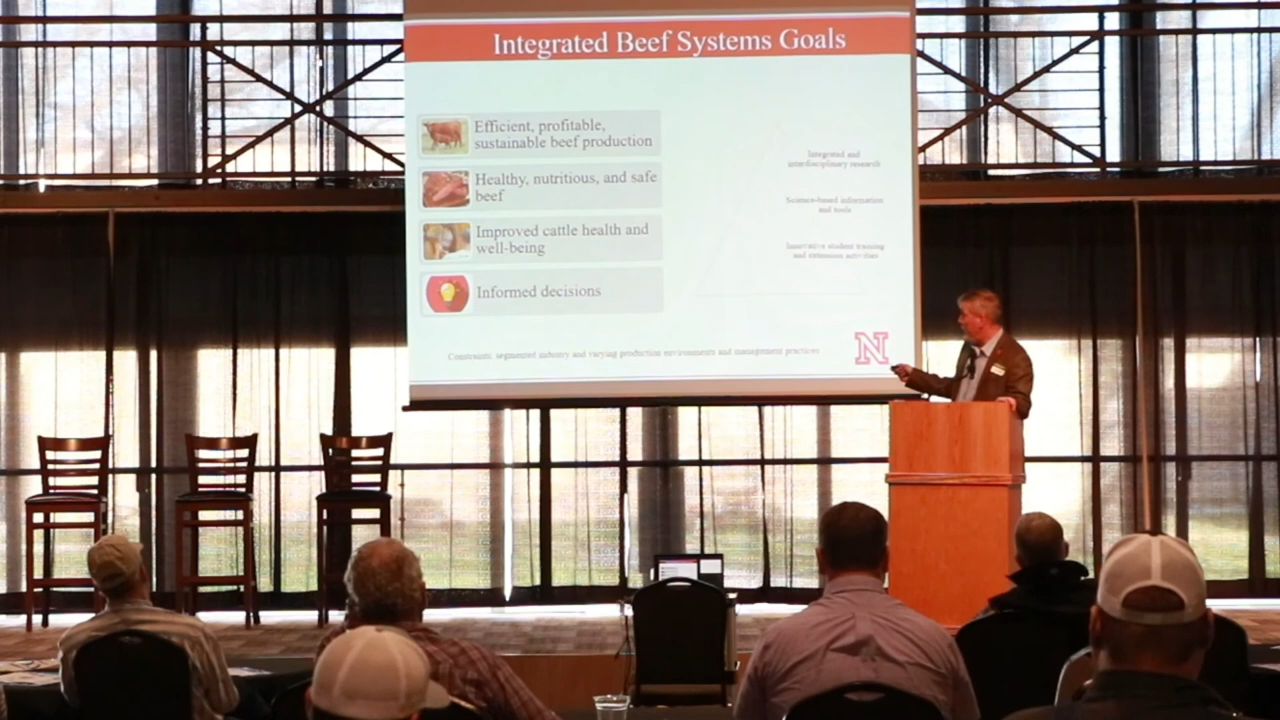 Integrated Beef Systems Goals
Efficient, profitable,
sustainable beef production
Healthy, nutritious, and safe
beef
Improved cattle health and
well-being
Informed decisions
Integrated and
interdisciplinary research
Science-based information
and tools
Innovative student training
and extension activities
Constraints: segmented industry and varying production environments and management practices
N